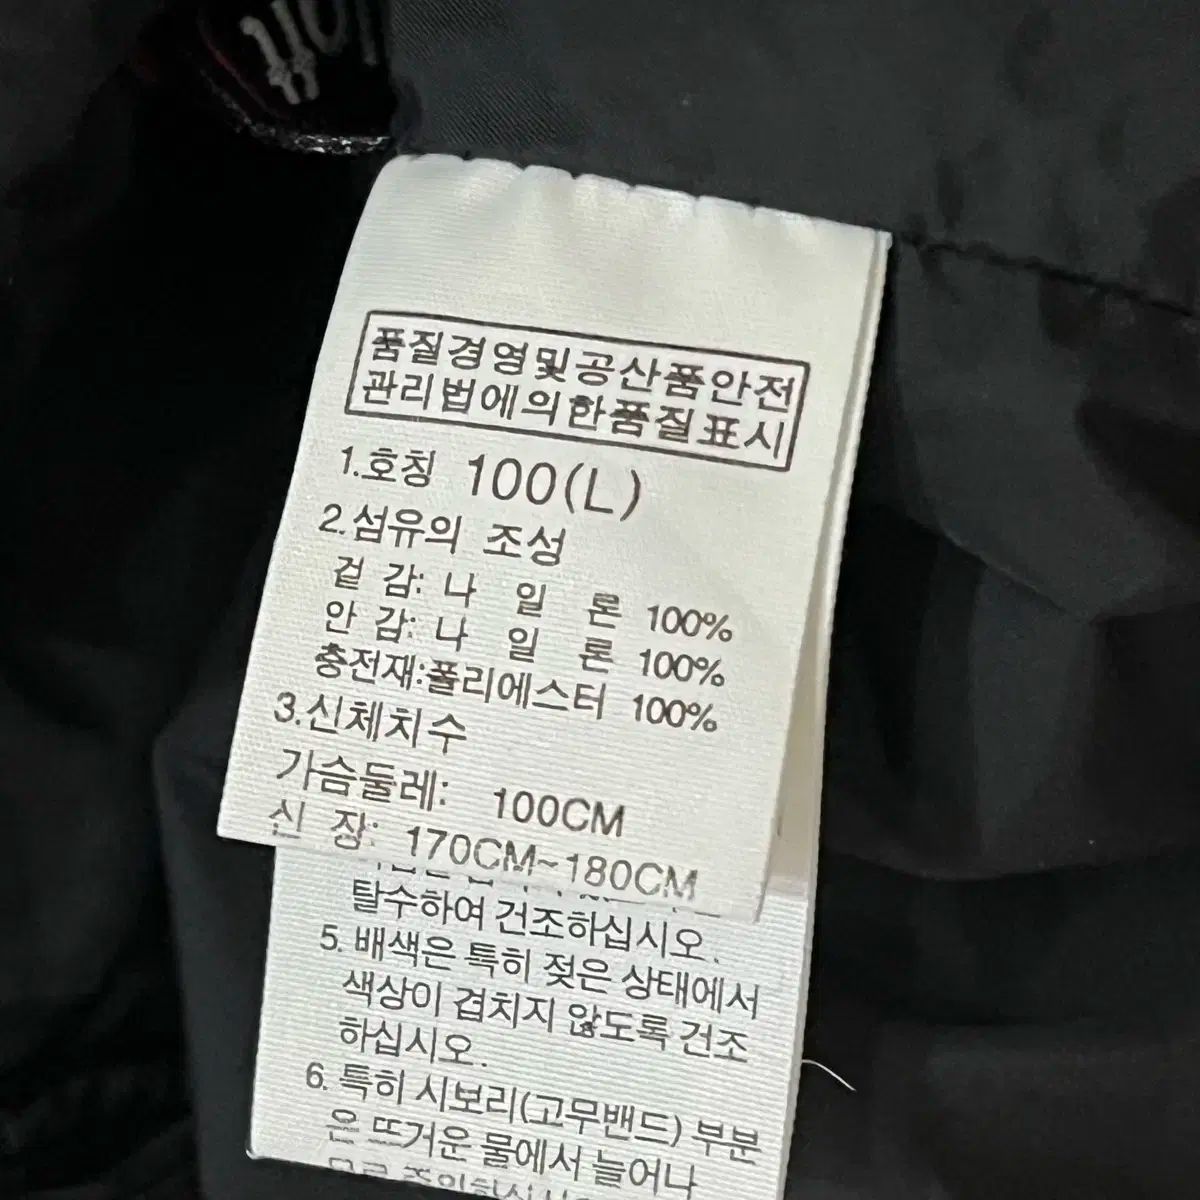 품질경영및공산품안전
관리법에의한품질표시
1.호칭 100(L)
2.섬유의 조성
겉 감: 나 일 론 100%
안 감: 나 일 론 100%
충전재:폴리에스터 100%
3.신체치수
가슴둘레: 100CM
신 장: 170CM~180CM
탈수하여 건조하십시오.
5. 배색은 특히 젖은 상태에서
색상이 겹치지 않도록 건조
하십시오.
6. 특히 시보리(고무밴드) 부분
은 뜨거운 물에서 늘어나